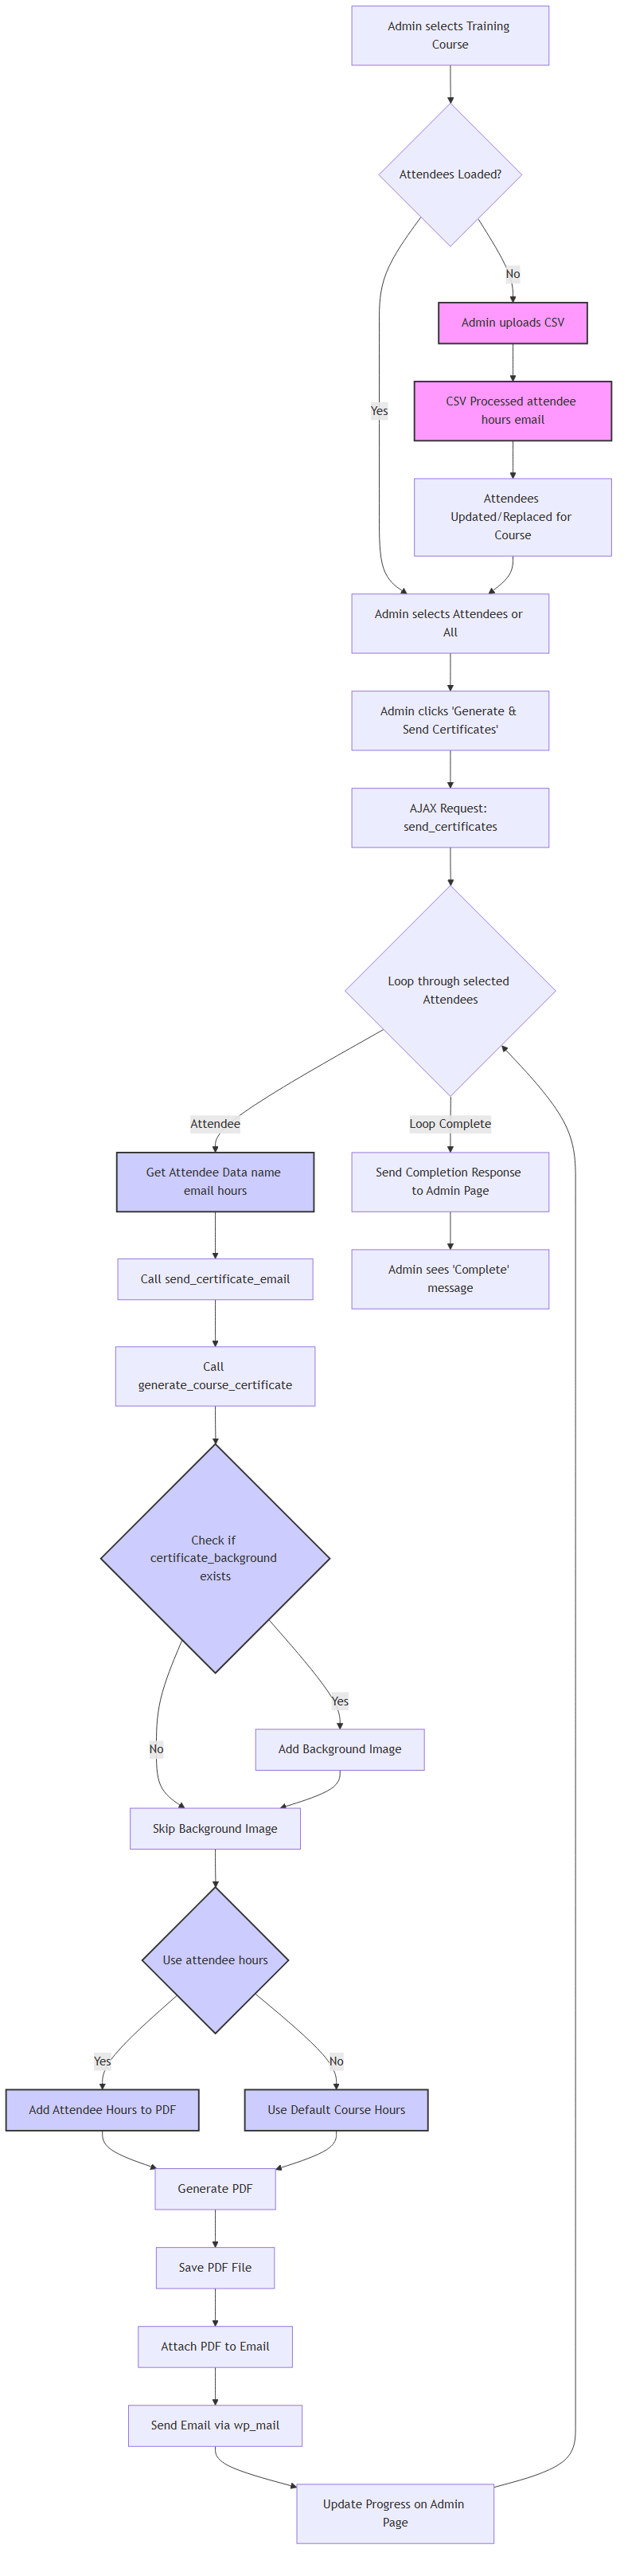 Admin selects Training
Course
Attendees Loaded?
No
Admin uploads CSV
Yes
CSV Processed attendee
hours email
Attendees
Updated/Replaced for
Course
Admin selects Attendees or
All
Admin clicks 'Generate &
Send Certificates'
AJAX Request:
send_certificates
Loop through selected
Attendees
Attendee
Loop Complete
Get Attendee Data name
email hours
Send Completion Response
to Admin Page
Call send_certificate_email
Admin sees 'Complete'
message
Call
generate_course_certificate
Check if
certificate_background
exists
Yes
No
Add Background Image
Skip Background Image
Use attendee hours
Yes
No
Add Attendee Hours to PDF
Use Default Course Hours
Generate PDF
Save PDF File
Attach PDF to Email
Send Email via wp_mail
Update Progress on Admin
Page